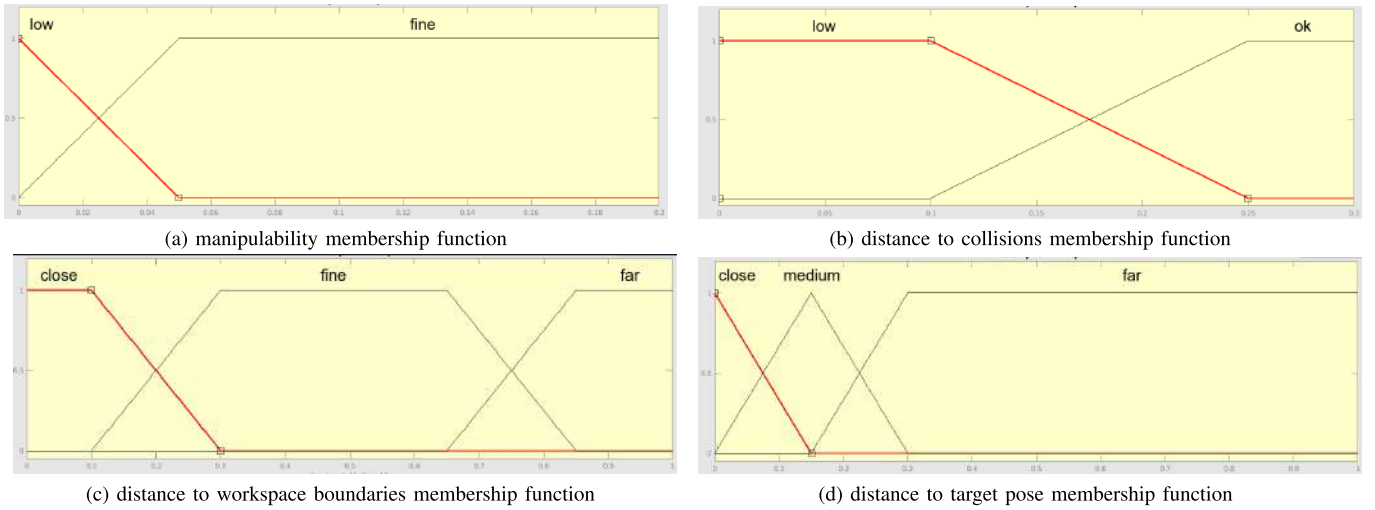 low
fine
1
0.5
0
0 0.02 0.04 0.06 0.08 0.1 0.12 0.14 0.16 0.18 0.2
(a) manipulability membership function
low
ok
1
0.5
0
0 0.05 0.1 0.15 0.2 0.25 0.3
(b) distance to collisions membership function
close
fine
far
1
0.5
0
0 0.1 0.2 0.3 0.4 0.5 0.6 0.7 0.8 0.9 1
(c) distance to workspace boundaries membership function
close
medium
far
1
0.5
0
0 0.1 0.2 0.3 0.4 0.5 0.6 0.7 0.8 0.9 1
(d) distance to target pose membership function